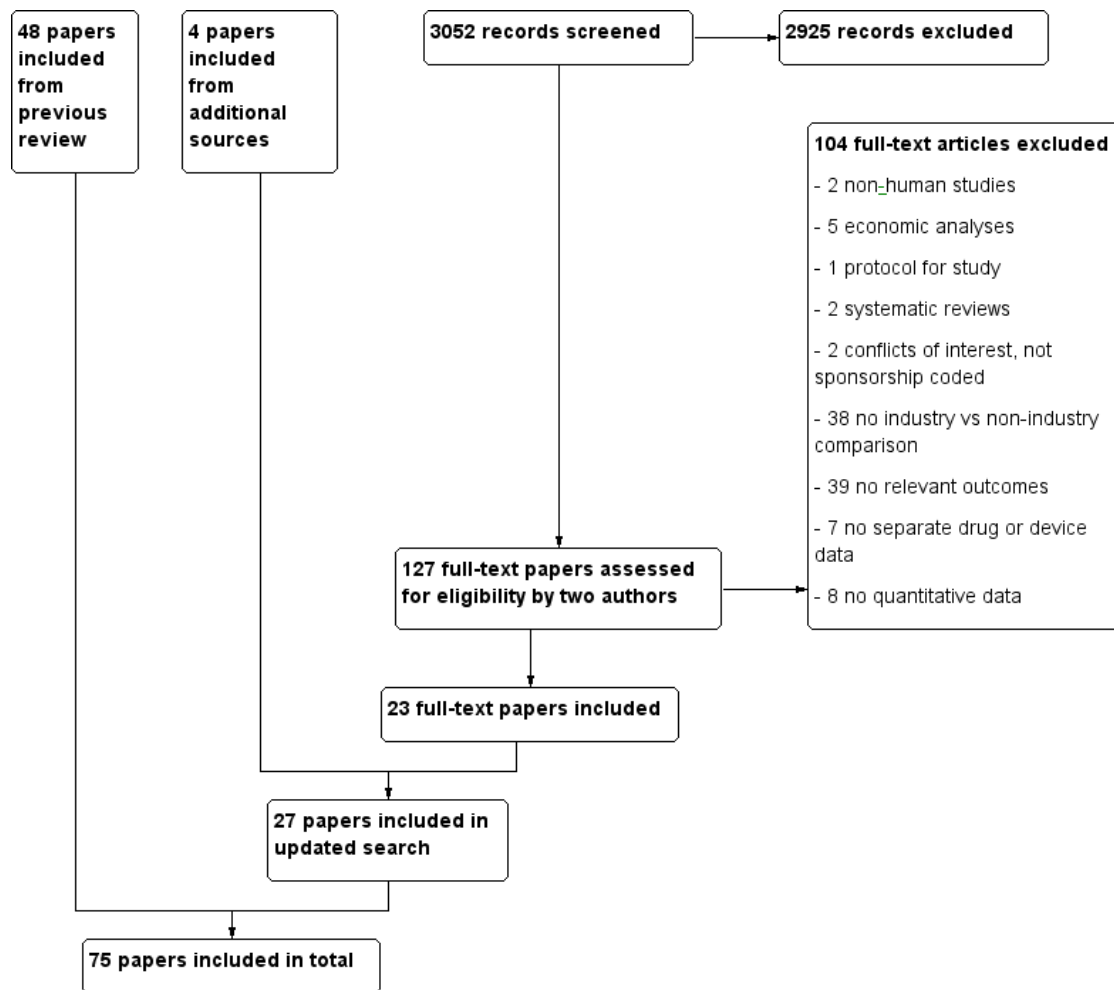 48 papers
included
from
previous
review
4 papers
included
from
additional
sources
3052 records screened
2925 records excluded
104 full-text articles excluded
- 2 non-human studies
- 5 economic analyses
- 1 protocol for study
- 2 systematic reviews
- 2 conflicts of interest, not
sponsorship coded
- 38 no industry vs non-industry
comparison
- 39 no relevant outcomes
- 7 no separate drug or device
data
- 8 no quantitative data
127 full-text papers assessed
for eligibility by two authors
23 full-text papers included
27 papers included in
updated search
75 papers included in total